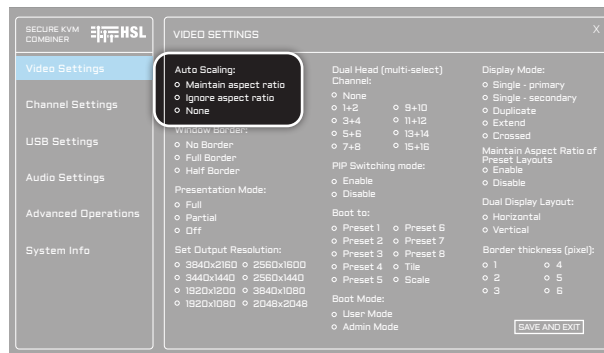 SECURE KVM
COMBINER
HSL
Video Settings
Channel Settings
USB Settings
Audio Settings
Advanced Operations
System Info
VIDEO SETTINGS
X
Auto Scaling:
Maintain aspect ratio
Ignore aspect ratio
None
Window Border:
No Border
Full Border
Half Border
Presentation Mode:
Full
Partial
Off
Set Output Resolution:
3840x2160 2560x1600
3440x1440 2560x1440
1920x1200 3840x1080
1920x1080 2048x2048
Dual Head (multi-select)
Channel:
None
1+2 9+10
3+4 11+12
5+6 13+14
7+8 15+16
PIP Switching mode:
Enable
Disable
Boot to:
Preset 1 Preset 6
Preset 2 Preset 7
Preset 3 Preset 8
Preset 4 Tile
Preset 5 Scale
Boot Mode:
User Mode
Admin Mode
Display Mode:
Single - primary
Single - secondary
Duplicate
Extend
Crossed
Maintain Aspect Ratio of
Preset Layouts
Enable
Disable
Dual Display Layout:
Horizontal
Vertical
Border thickness (pixel):
1 4
2 5
3 6
SAVE AND EXIT